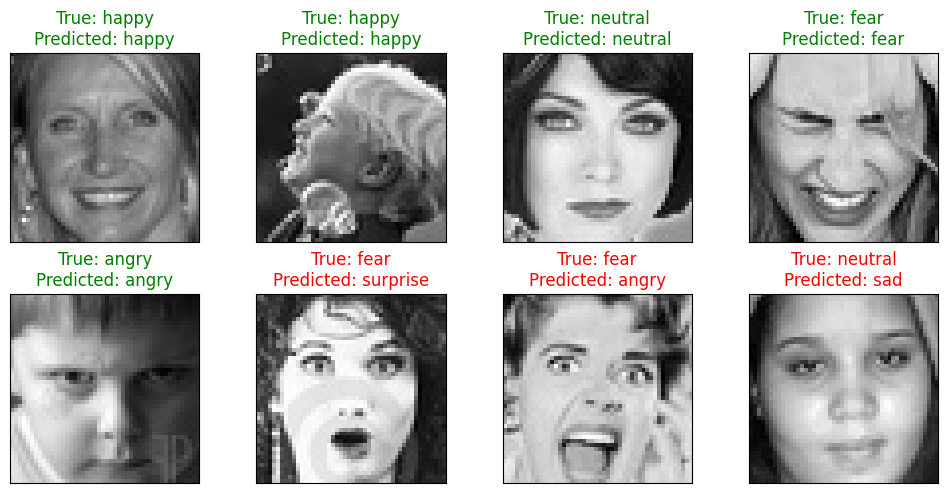 True: happy
Predicted: happy
True: happy
Predicted: happy
True: neutral
Predicted: neutral
True: fear
Predicted: fear
True: angry
Predicted: angry
True: fear
Predicted: surprise
True: fear
Predicted: angry
True: neutral
Predicted: sad